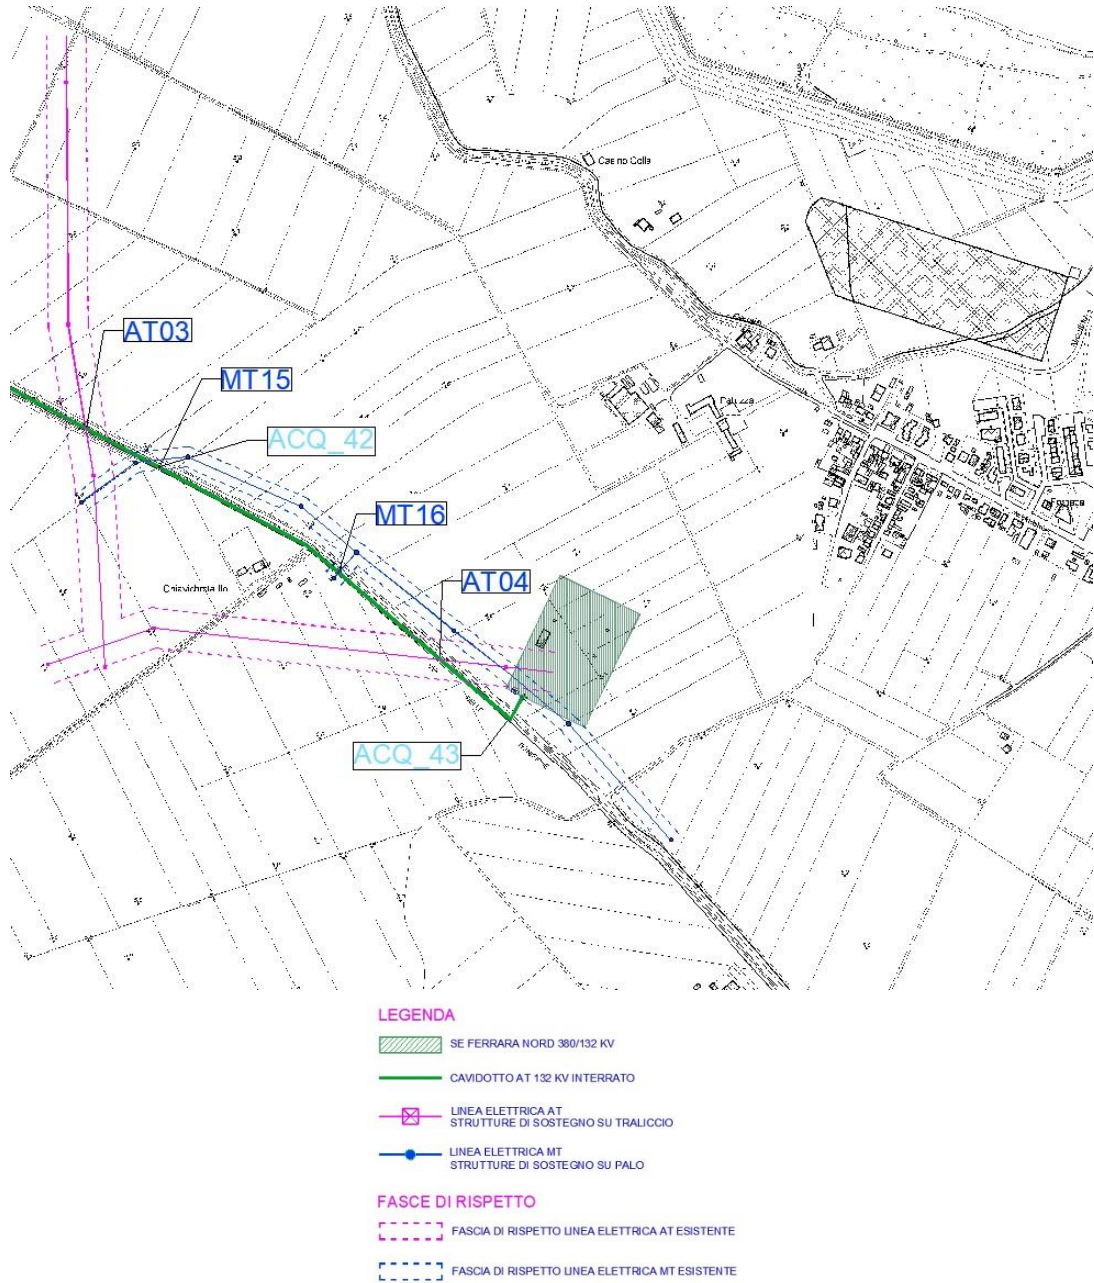 Casino Colla
AT03
MT15
ACQ_42
MT16
AT04
ACQ_43
LEGENDA
SE FERRARA NORD 380/132 KV
CAVIDOTTO AT 132 KV INTERRATO
LINEA ELETTRICA AT
STRUTTURE DI SOSTEGNO SU TRALICCIO
LINEA ELETTRICA MT
STRUTTURE DI SOSTEGNO SU PALO
FASCE DI RISPETTO
FASCIA DI RISPETTO LINEA ELETTRICA AT ESISTENTE
FASCIA DI RISPETTO LINEA ELETTRICA MT ESISTENTE